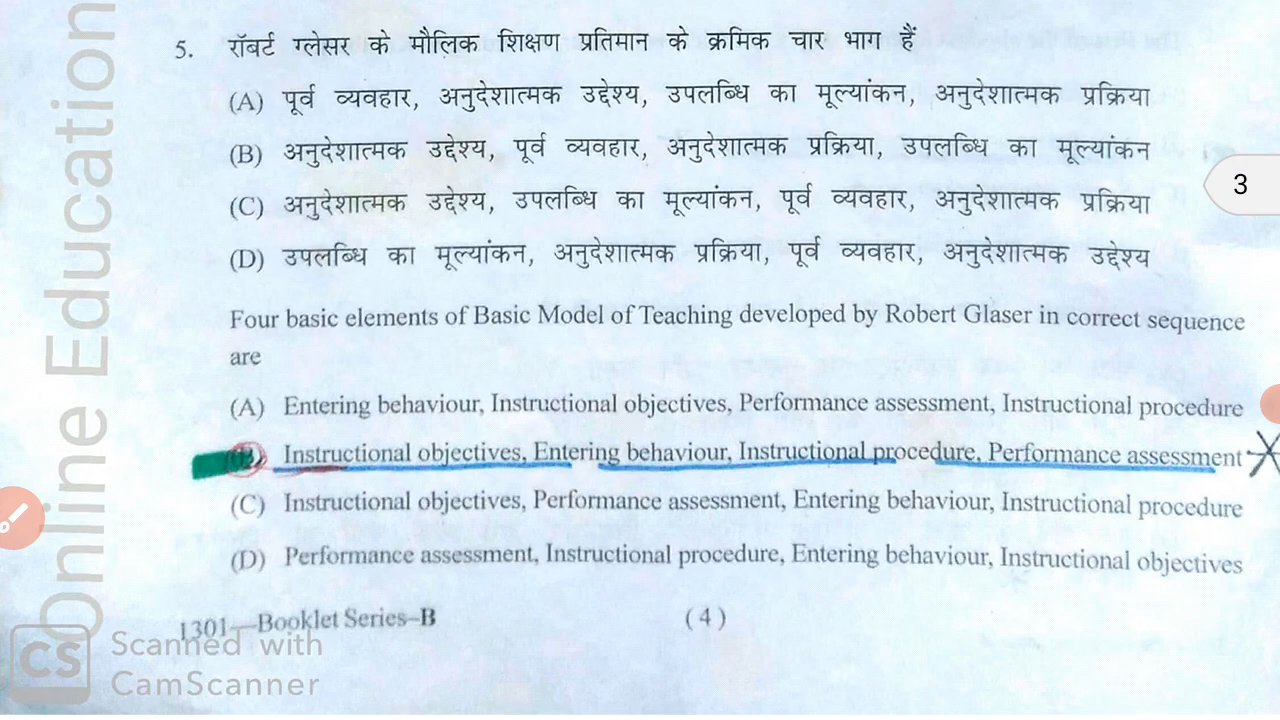 Online Education
5. रॉबर्ट ग्लेसर के मौलिक शिक्षण प्रतिमान के क्रमिक चार भाग हैं
(A) पूर्व व्यवहार, अनुदेशात्मक उद्देश्य, उपलब्धि का मूल्यांकन, अनुदेशात्मक प्रक्रिया
(B) अनुदेशात्मक उद्देश्य, पूर्व व्यवहार, अनुदेशात्मक प्रक्रिया, उपलब्धि का मूल्यांकन
(C) अनुदेशात्मक उद्देश्य, उपलब्धि का मूल्यांकन, पूर्व व्यवहार, अनुदेशात्मक प्रक्रिया
(D) उपलब्धि का मूल्यांकन, अनुदेशात्मक प्रक्रिया, पूर्व व्यवहार, अनुदेशात्मक उद्देश्य
3
Four basic elements of Basic Model of Teaching developed by Robert Glaser in correct sequence
are
(A) Entering behaviour, Instructional objectives, Performance assessment, Instructional procedure
(B) Instructional objectives, Entering behaviour, Instructional procedure, Performance assessment
(C) Instructional objectives, Performance assessment, Entering behaviour, Instructional procedure
(D) Performance assessment, Instructional procedure, Entering behaviour, Instructional objectives
1301—Booklet Series–B (4)
CS Scanned with
CamScanner